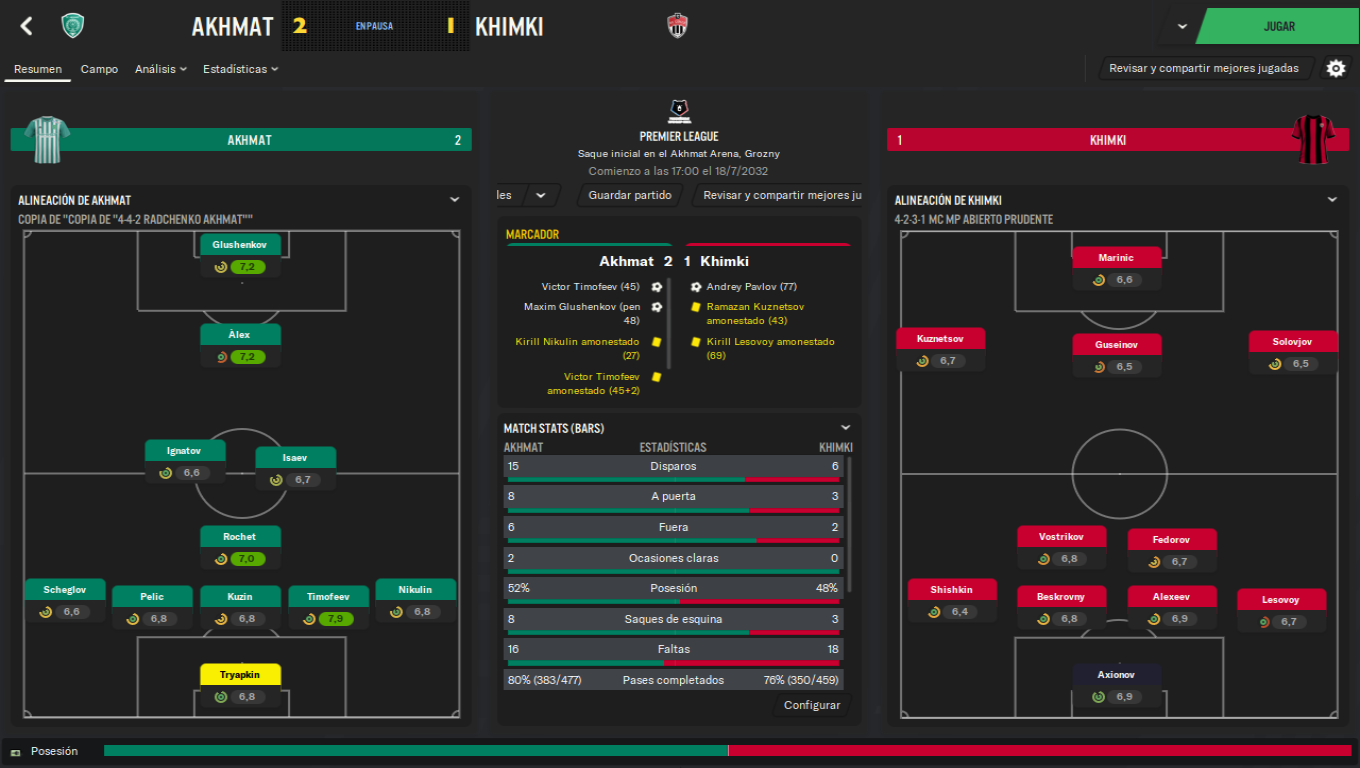 AKHMAT 2 EN PAUSA 1 KHIMKI
JUGAR
Resumen Campo Análisis Estadísticas
Revisar y compartir mejores jugadas
AKHMAT 2
PREMIER LEAGUE
Saque inicial en el Akhmat Arena, Grozny
Comienzo a las 17:00 el 18/7/2032
les Guardar partido Revisar y compartir mejores ju
1 KHIMKI
ALINEACIÓN DE AKHMAT
COPIA DE "COPIA DE "4-4-2 RADCHENKO AKHMAT""
Glushenkov
7,2
Àlex
7,2
Ignatov
6,6
Isaev
6,7
Rochet
7,0
Scheglov
6,6
Pelic
6,8
Kuzin
6,8
Timofeev
7,9
Nikulin
6,8
Tryapkin
6,8
MARCADOR
Akhmat 2 1 Khimki
Victor Timofeev (45)
Maxim Glushenkov (pen
48)
Kirill Nikulin amonestado
(27)
Victor Timofeev
amonestado (45+2)
Andrey Pavlov (77)
Ramazan Kuznetsov
amonestado (43)
Kirill Lesovoy amonestado
(69)
MATCH STATS (BARS)
AKHMAT ESTADÍSTICAS KHIMKI
15 Disparos 6
8 A puerta 3
6 Fuera 2
2 Ocasiones claras 0
52% Posesión 48%
8 Saques de esquina 3
16 Faltas 18
80% (383/477) Pases completados 76% (350/459)
Configurar
ALINEACIÓN DE KHIMKI
4-2-3-1 MC MP ABIERTO PRUDENTE
Marinic
6,6
Kuznetsov
6,7
Guseinov
6,5
Solovjov
6,5
Vostrikov
6,8
Fedorov
6,7
Shishkin
6,4
Beskrovny
6,8
Alexeev
6,9
Lesovoy
6,7
Axionov
6,9
Posesión